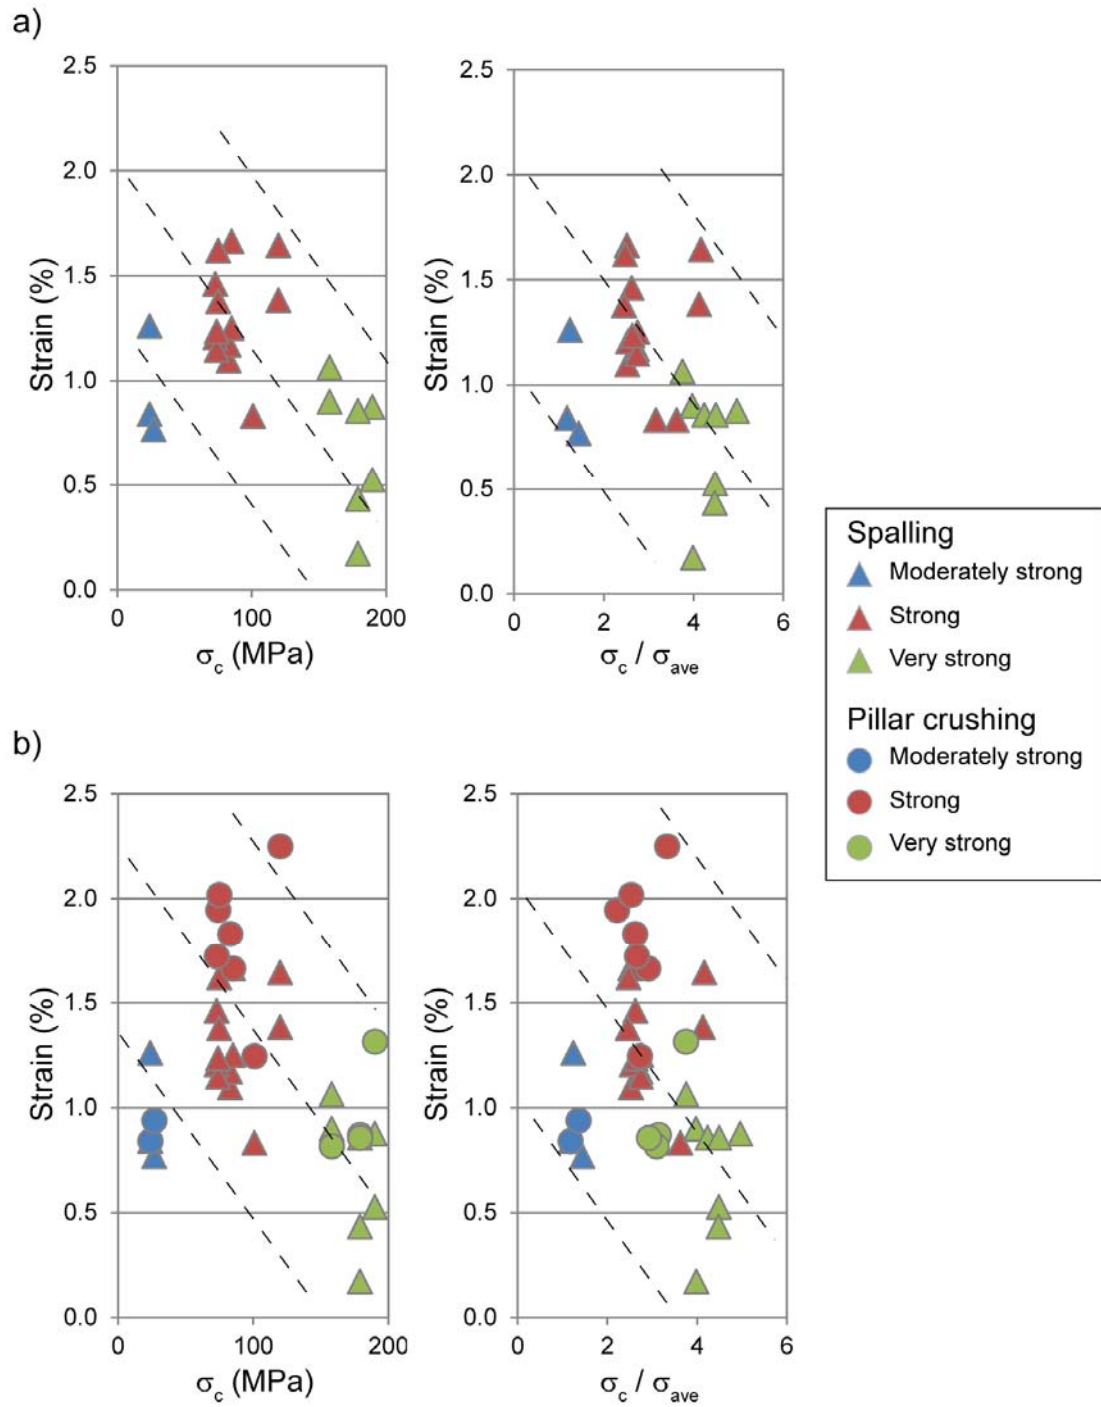 a)
2.5
2.0
1.5
1.0
0.5
0.0
Strain (%)
0 100 200
σc (MPa)
2.5
2.0
1.5
1.0
0.5
0.0
Strain (%)
0 2 4 6
σc / σave
Spalling
Moderately strong
Strong
Very strong
Pillar crushing
Moderately strong
Strong
Very strong
b)
2.5
2.0
1.5
1.0
0.5
0.0
Strain (%)
0 100 200
σc (MPa)
2.5
2.0
1.5
1.0
0.5
0.0
Strain (%)
0 2 4 6
σc / σave